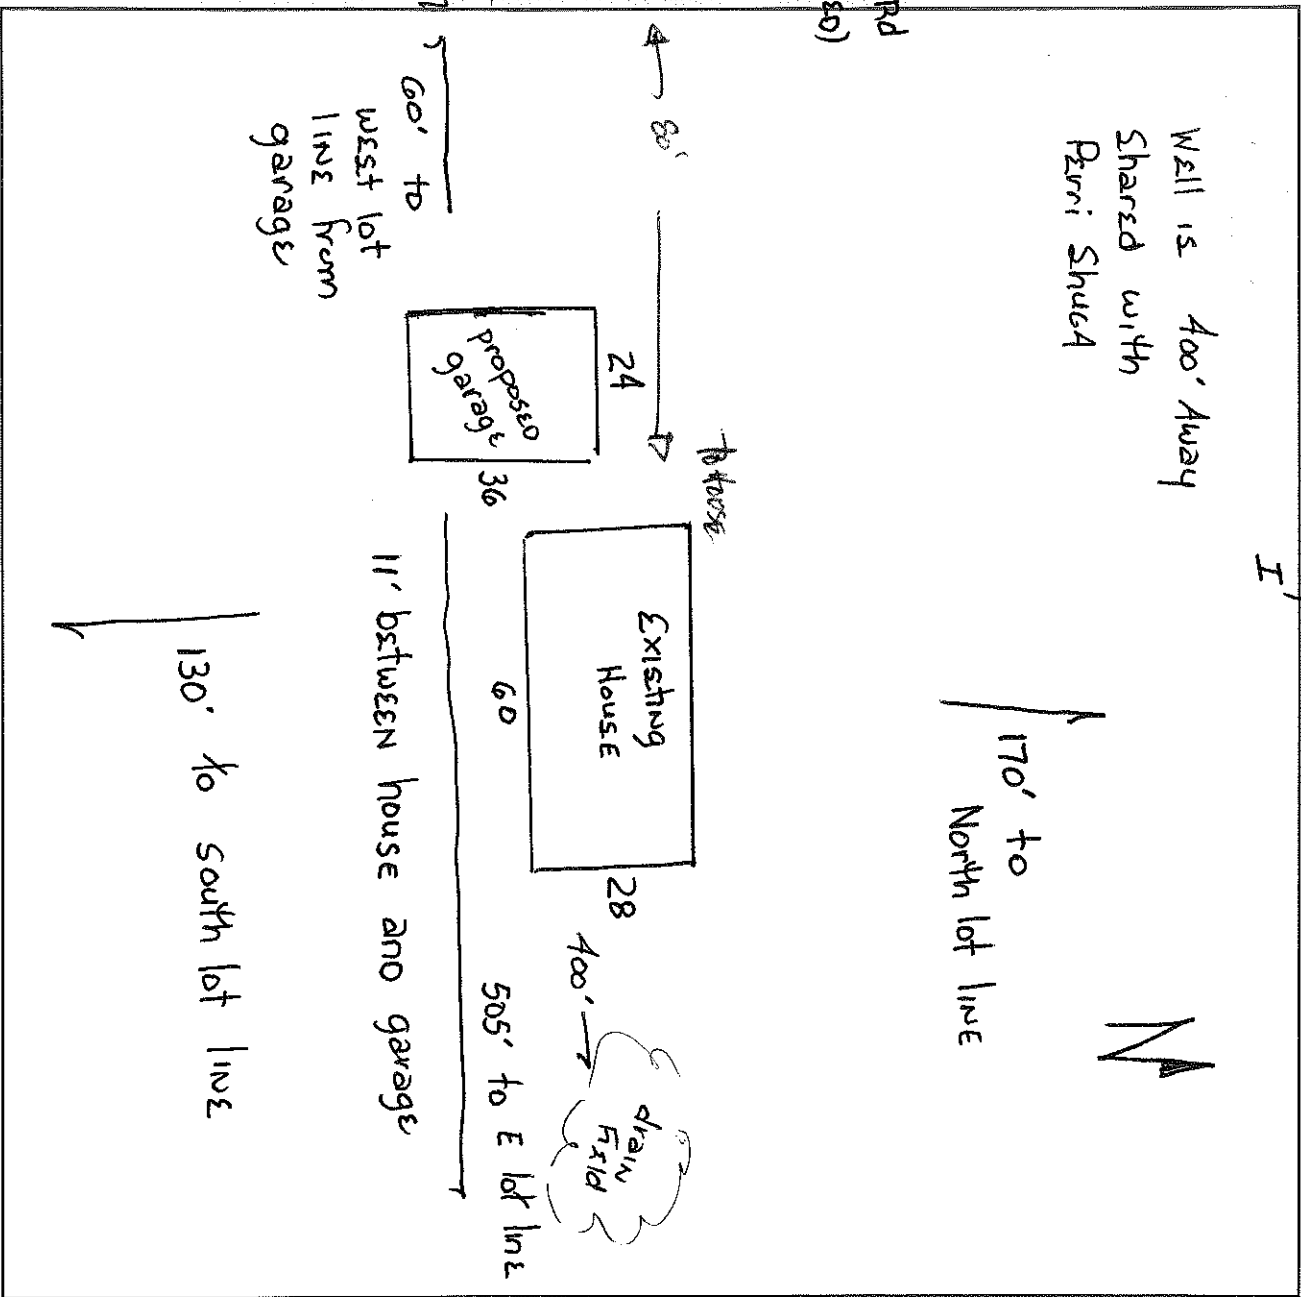 Rd
ED)
Well is 400' Away
Shared with
Perri Shuga
I'
80'
to House
170' to
North lot line
N
60' to
west lot
line from
garage
24
proposed
garage
36
Existing
House
60
28
400'
drain
Field
505' to E lot line
11' between house and garage
130' to south lot line